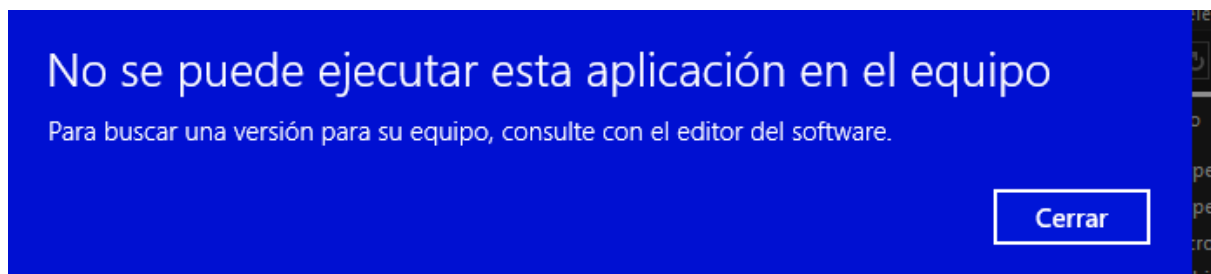 No se puede ejecutar esta aplicación en el equipo
Para buscar una versión para su equipo, consulte con el editor del software.
Cerrar